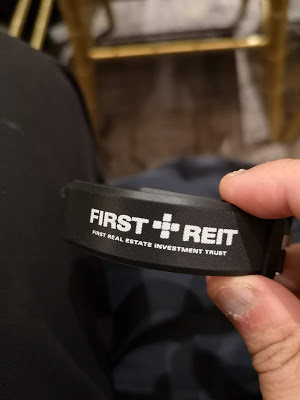 FIRST REIT
FIRST REAL ESTATE INVESTMENT TRUST